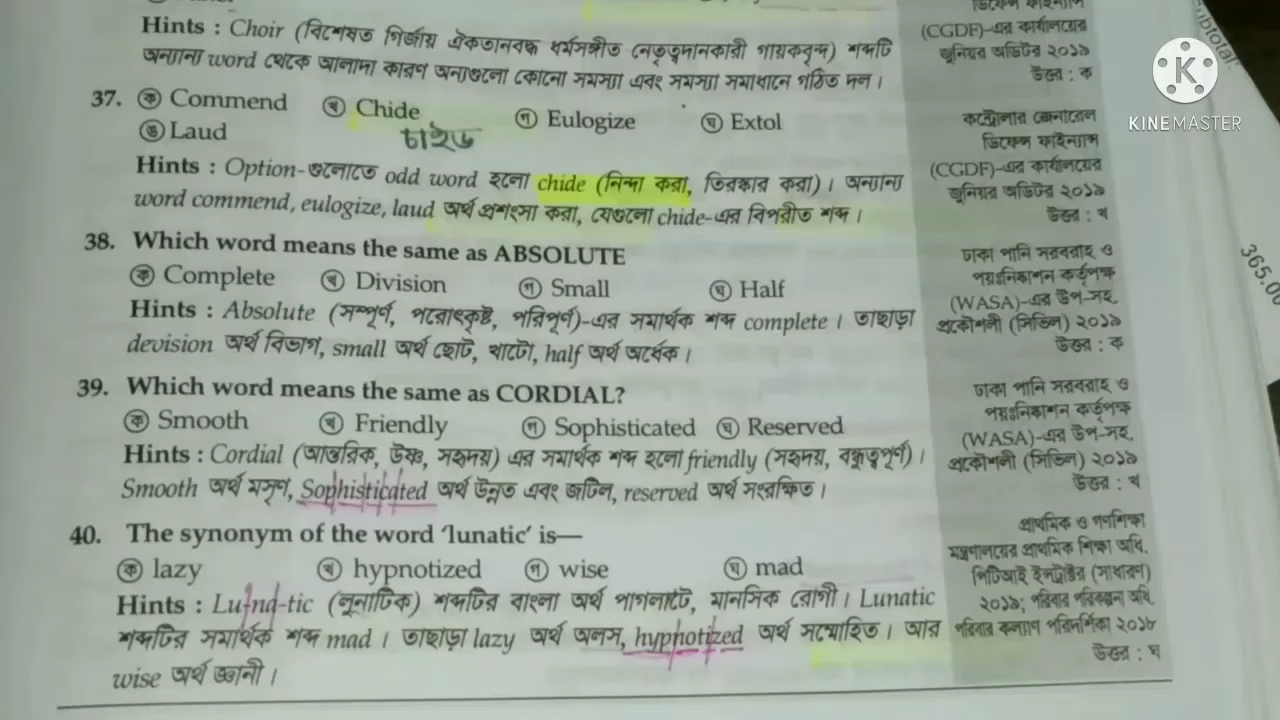 Hints : Choir (বিশেষত গির্জায় ঐকতানবদ্ধ ধর্মসঙ্গীত নেতৃত্বদানকারী গায়কবৃন্দ) শব্দটি
অন্যান্য word থেকে আলাদা কারণ অন্যগুলো কোনো সমস্যা এবং সমস্যা সমাধানে গঠিত দল।
ডিফেন্স ফাইন্যান্স
(CGDF)-এর কার্যালয়ের
জুনিয়র অডিটর ২০১৯
উত্তর : ক
37. ক Commend খ Chide গ Eulogize ঘ Extol
ঙ Laud
চাইড
Hints : Option-গুলোতে odd word হলো chide (নিন্দা করা, তিরস্কার করা)। অন্যান্য
word commend, eulogize, laud অর্থ প্রশংসা করা, যেগুলো chide-এর বিপরীত শব্দ।
কন্ট্রোলার জেনারেল
ডিফেন্স ফাইন্যান্স
(CGDF)-এর কার্যালয়ের
জুনিয়র অডিটর ২০১৯
উত্তর : খ
38. Which word means the same as ABSOLUTE
ক Complete খ Division গ Small ঘ Half
Hints : Absolute (সম্পূর্ণ, পরোৎকৃষ্ট, পরিপূর্ণ)-এর সমার্থক শব্দ complete। তাছাড়া
devision অর্থ বিভাগ, small অর্থ ছোট, খাটো, half অর্থ অর্ধেক।
ঢাকা পানি সরবরাহ ও
পয়ঃনিষ্কাশন কর্তৃপক্ষ
(WASA)-এর উপ-সহ.
প্রকৌশলী (সিভিল) ২০১৯
উত্তর : ক
39. Which word means the same as CORDIAL?
ক Smooth খ Friendly গ Sophisticated ঘ Reserved
Hints : Cordial (আন্তরিক, উষ্ণ, সহৃদয়) এর সমার্থক শব্দ হলো friendly (সহৃদয়, বন্ধুত্বপূর্ণ)।
Smooth অর্থ মসৃণ, Sophisticated অর্থ উন্নত এবং জটিল, reserved অর্থ সংরক্ষিত।
ঢাকা পানি সরবরাহ ও
পয়ঃনিষ্কাশন কর্তৃপক্ষ
(WASA)-এর উপ-সহ.
প্রকৌশলী (সিভিল) ২০১৯
উত্তর : খ
40. The synonym of the word ‘lunatic’ is—
ক lazy খ hypnotized গ wise ঘ mad
Hints : Lu-na-tic (লুনাটিক) শব্দটির বাংলা অর্থ পাগলাটে, মানসিক রোগী। Lunatic
শব্দটির সমার্থক শব্দ mad। তাছাড়া lazy অর্থ অলস, hyphotized অর্থ সম্মোহিত। আর
wise অর্থ জ্ঞানী।
প্রাথমিক ও গণশিক্ষা
মন্ত্রণালয়ের প্রাথমিক শিক্ষা অধি.
পিটিআই ইন্সট্রাক্টর (সাধারণ)
২০১৯; পরিবার পরিকল্পনা অধি.
পরিবার কল্যাণ পরিদর্শিকা ২০১৮
উত্তর : ঘ
Subtotal:
365.00
K
KINEMASTER